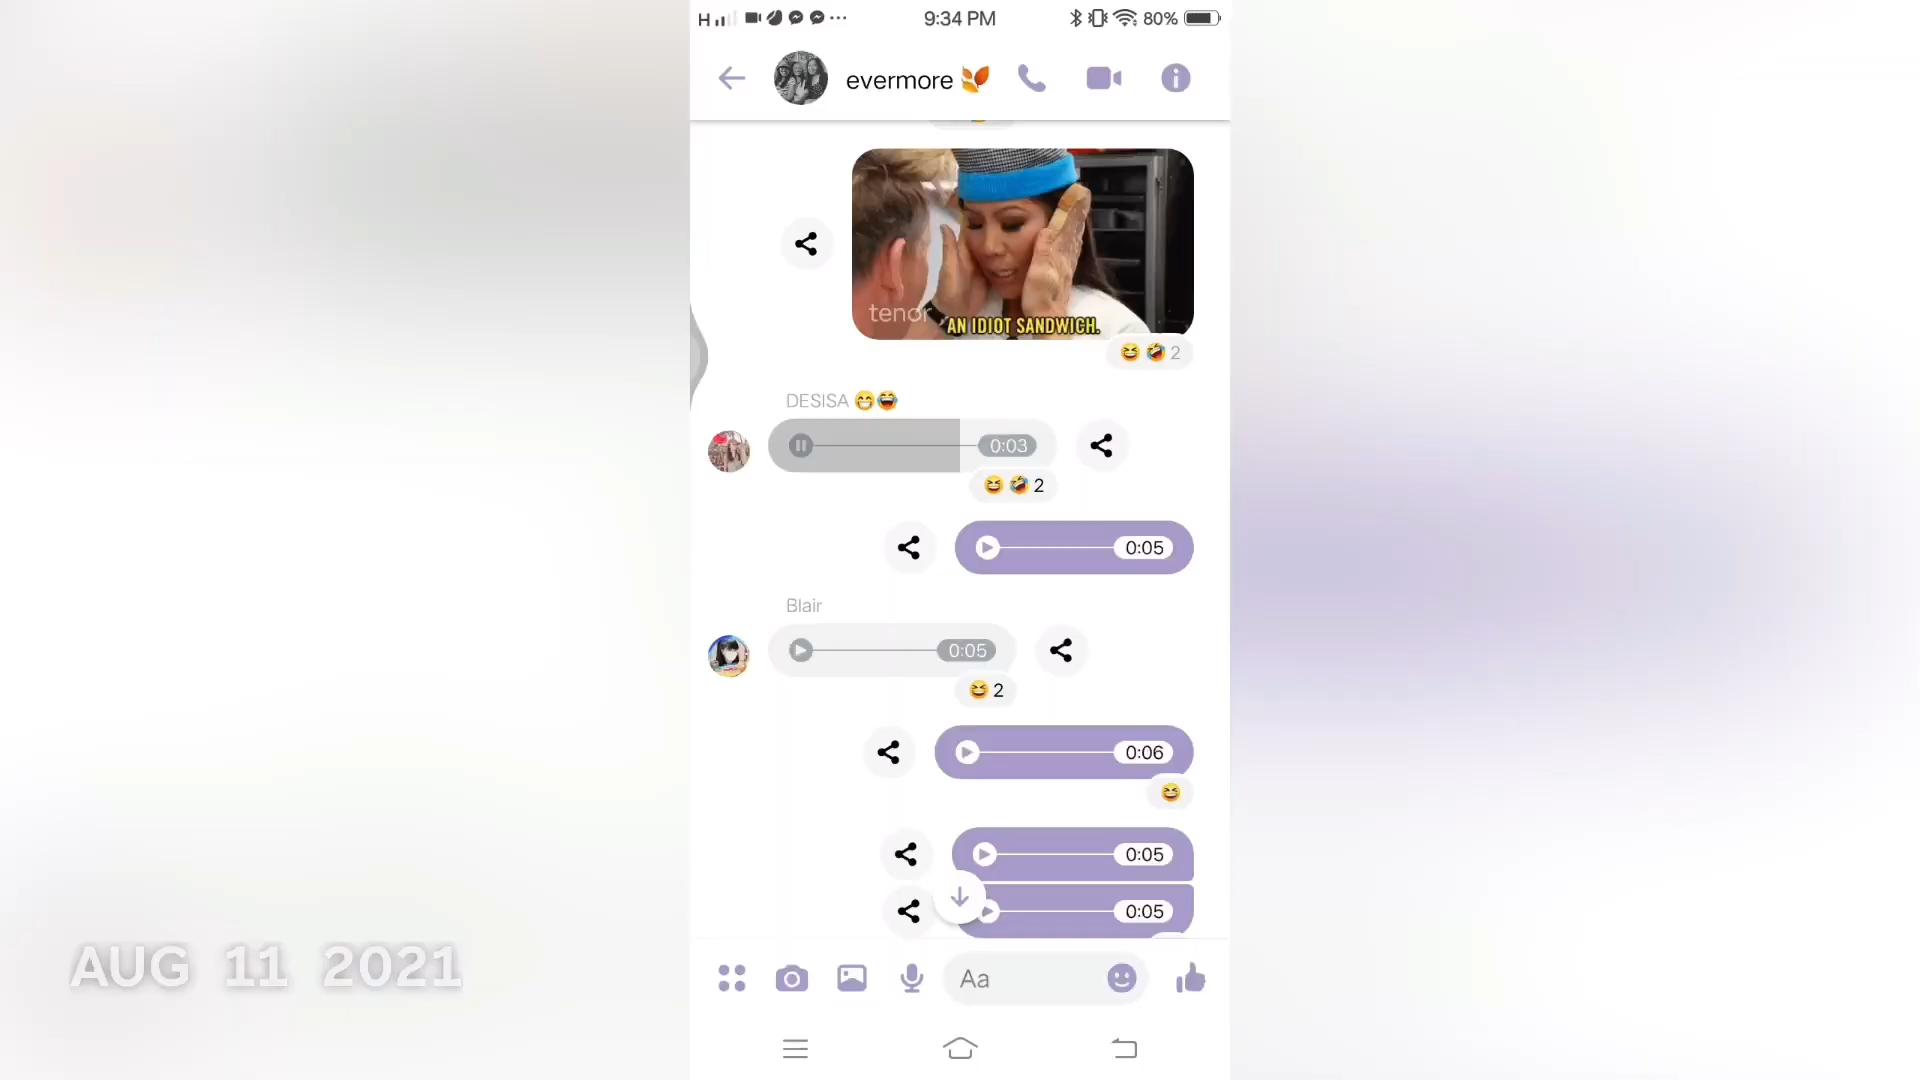 H 9:34 PM 80%
evermore
tenor
AN IDIOT SANDWICH.
2
DESISA
0:03
2
0:05
Blair
0:05
2
0:06
0:05
0:05
Aa
AUG 11 2021